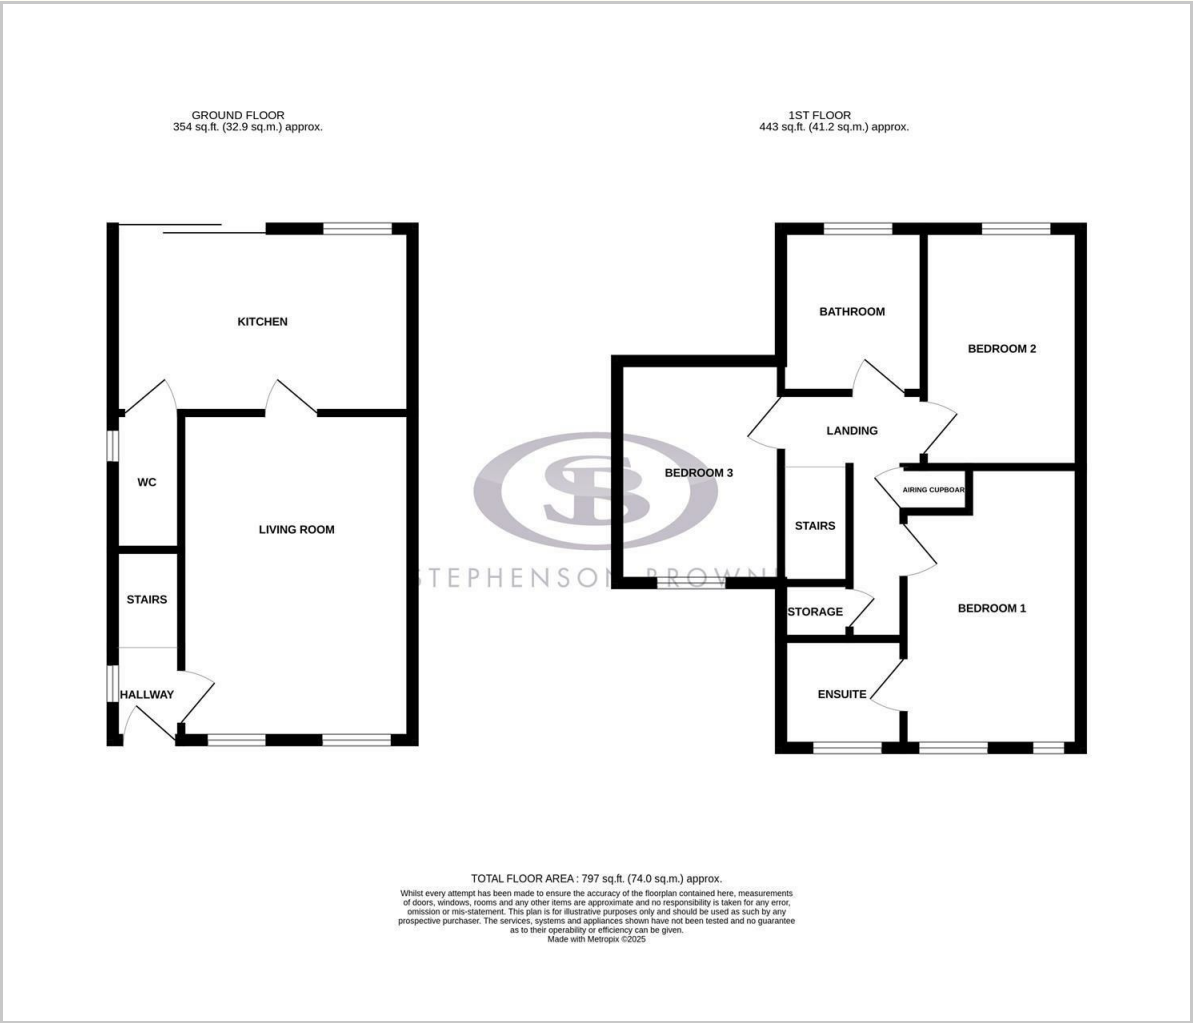 GROUND FLOOR
354 sq.ft. (32.9 sq.m.) approx.
KITCHEN
WC
LIVING ROOM
STAIRS
HALLWAY
1ST FLOOR
443 sq.ft. (41.2 sq.m.) approx.
BATHROOM
BEDROOM 2
LANDING
BEDROOM 3
AIRING CUPBOAR
STAIRS
BEDROOM 1
STORAGE
ENSUITE
SB
STEPHENSON BROWN
TOTAL FLOOR AREA : 797 sq.ft. (74.0 sq.m.) approx.
Whilst every attempt has been made to ensure the accuracy of the floorplan contained here, measurements
of doors, windows, rooms and any other items are approximate and no responsibility is taken for any error,
omission or mis-statement. This plan is for illustrative purposes only and should be used as such by any
prospective purchaser. The services, systems and appliances shown have not been tested and no guarantee
as to their operability or efficiency can be given.
Made with Metropix ©2025